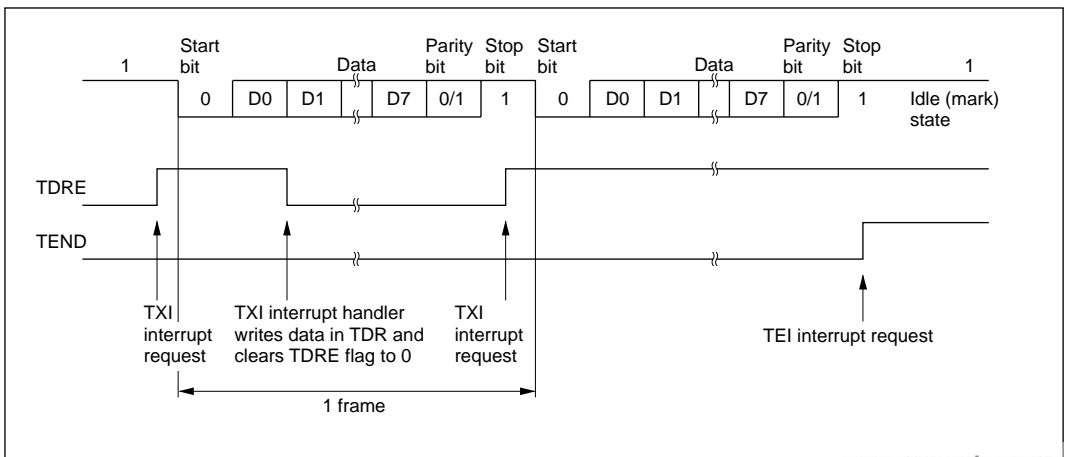 Start bit
Data
Parity bit
Stop bit
Start bit
Data
Parity bit
Stop bit
1
1
0
D0
D1
D7
0/1
1
0
D0
D1
D7
0/1
1
Idle (mark)
state
TDRE
TEND
TXI
interrupt
request
TXI interrupt handler
writes data in TDR and
clears TDRE flag to 0
TXI
interrupt
request
TEI interrupt request
1 frame